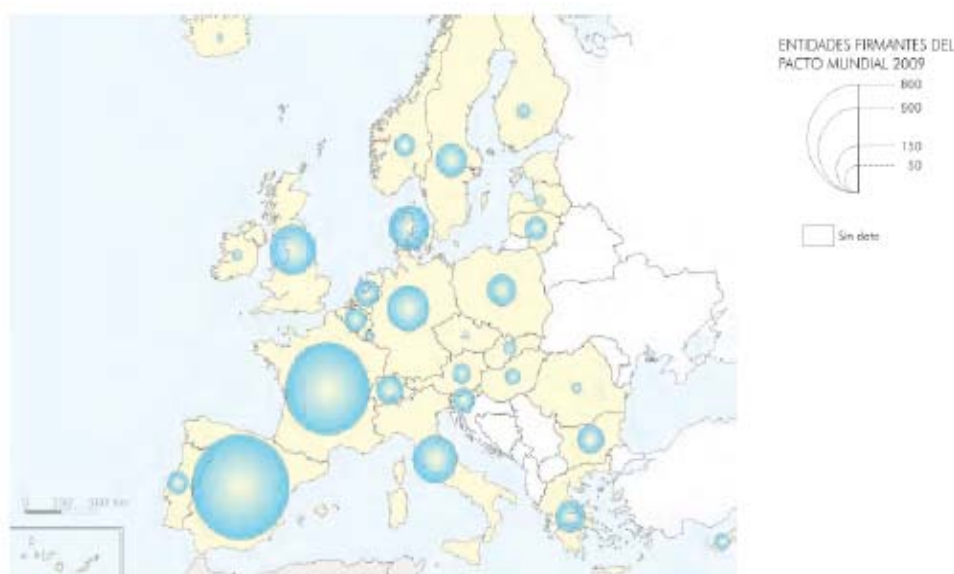 ENTIDADES FIRMANTES DEL
PACTO MUNDIAL 2009
800
500
150
50
Sin dato